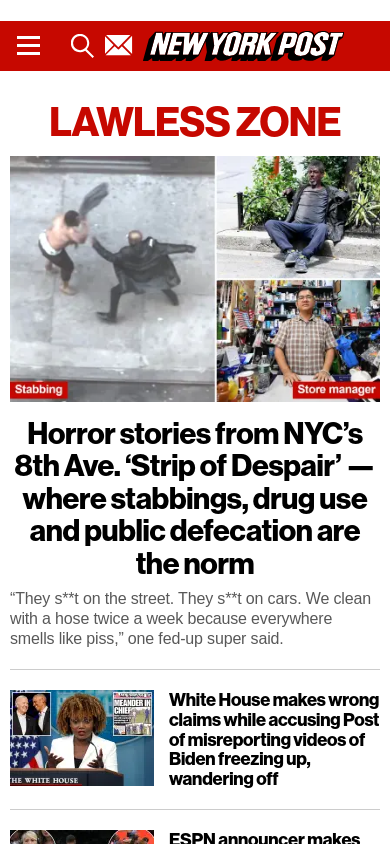 NEW YORK POST
LAWLESS ZONE
Stabbing
Store manager
Horror stories from NYC’s
8th Ave. ‘Strip of Despair’ —
where stabbings, drug use
and public defecation are
the norm
“They s**t on the street. They s**t on cars. We clean
with a hose twice a week because everywhere
smells like piss,” one fed-up super said.
MEANDER IN
CHIEF
THE WHITE HOUSE
White House makes wrong
claims while accusing Post
of misreporting videos of
Biden freezing up,
wandering off
ESPN announcer makes